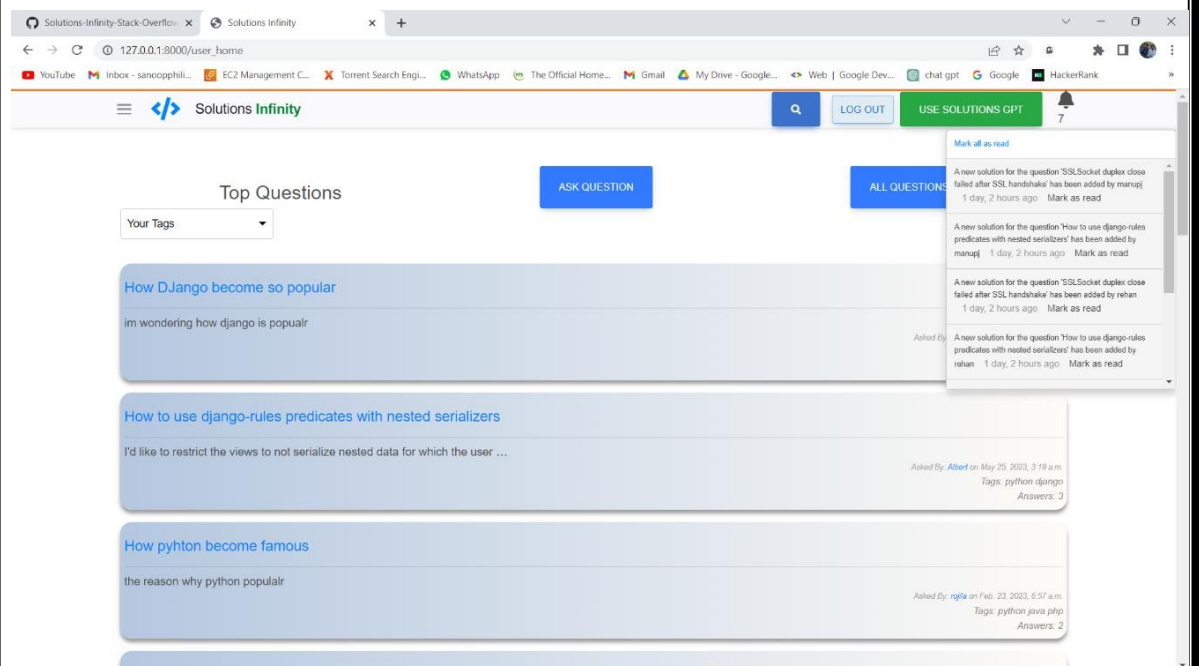 Solutions-Infinity-Stack-Overflow
Solutions Infinity
127.0.0.1:8000/user_home
YouTube
Inbox - sanoopphili...
EC2 Management C...
Torrent Search Engi...
WhatsApp
The Official Home...
Gmail
My Drive - Google...
Web | Google Dev...
chat gpt
Google
HackerRank
»
</> Solutions Infinity
LOG OUT
USE SOLUTIONS GPT
7
Mark all as read
A new solution for the question 'SSLSocket duplex close
failed after SSL handshake' has been added by manupj
1 day, 2 hours ago Mark as read
A new solution for the question 'How to use django-rules
predicates with nested serializers' has been added by
manupj 1 day, 2 hours ago Mark as read
A new solution for the question 'SSLSocket duplex close
failed after SSL handshake' has been added by rehan
1 day, 2 hours ago Mark as read
A new solution for the question 'How to use django-rules
predicates with nested serializers' has been added by
rehan 1 day, 2 hours ago Mark as read
Top Questions
ASK QUESTION
ALL QUESTIONS
Your Tags
How DJango become so popular
im wondering how django is popualr
Asked By
How to use django-rules predicates with nested serializers
I'd like to restrict the views to not serialize nested data for which the user …
Asked By: Albert on May 25, 2023, 3:19 a.m.
Tags: python django
Answers: 3
How pyhton become famous
the reason why python populalr
Asked By: rojila on Feb. 23, 2023, 6:57 a.m.
Tags: python java php
Answers: 2